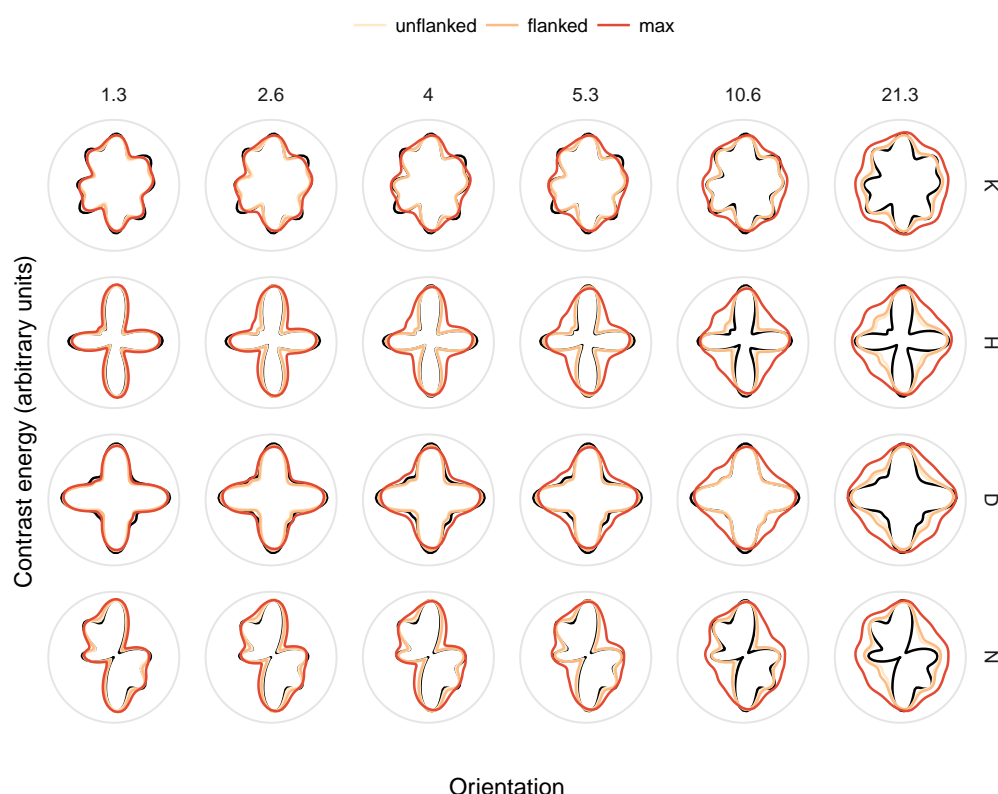 unflanked flanked max
1.3 2.6 4 5.3 10.6 21.3
K
H
D
N
Contrast energy (arbitrary units)
Orientation